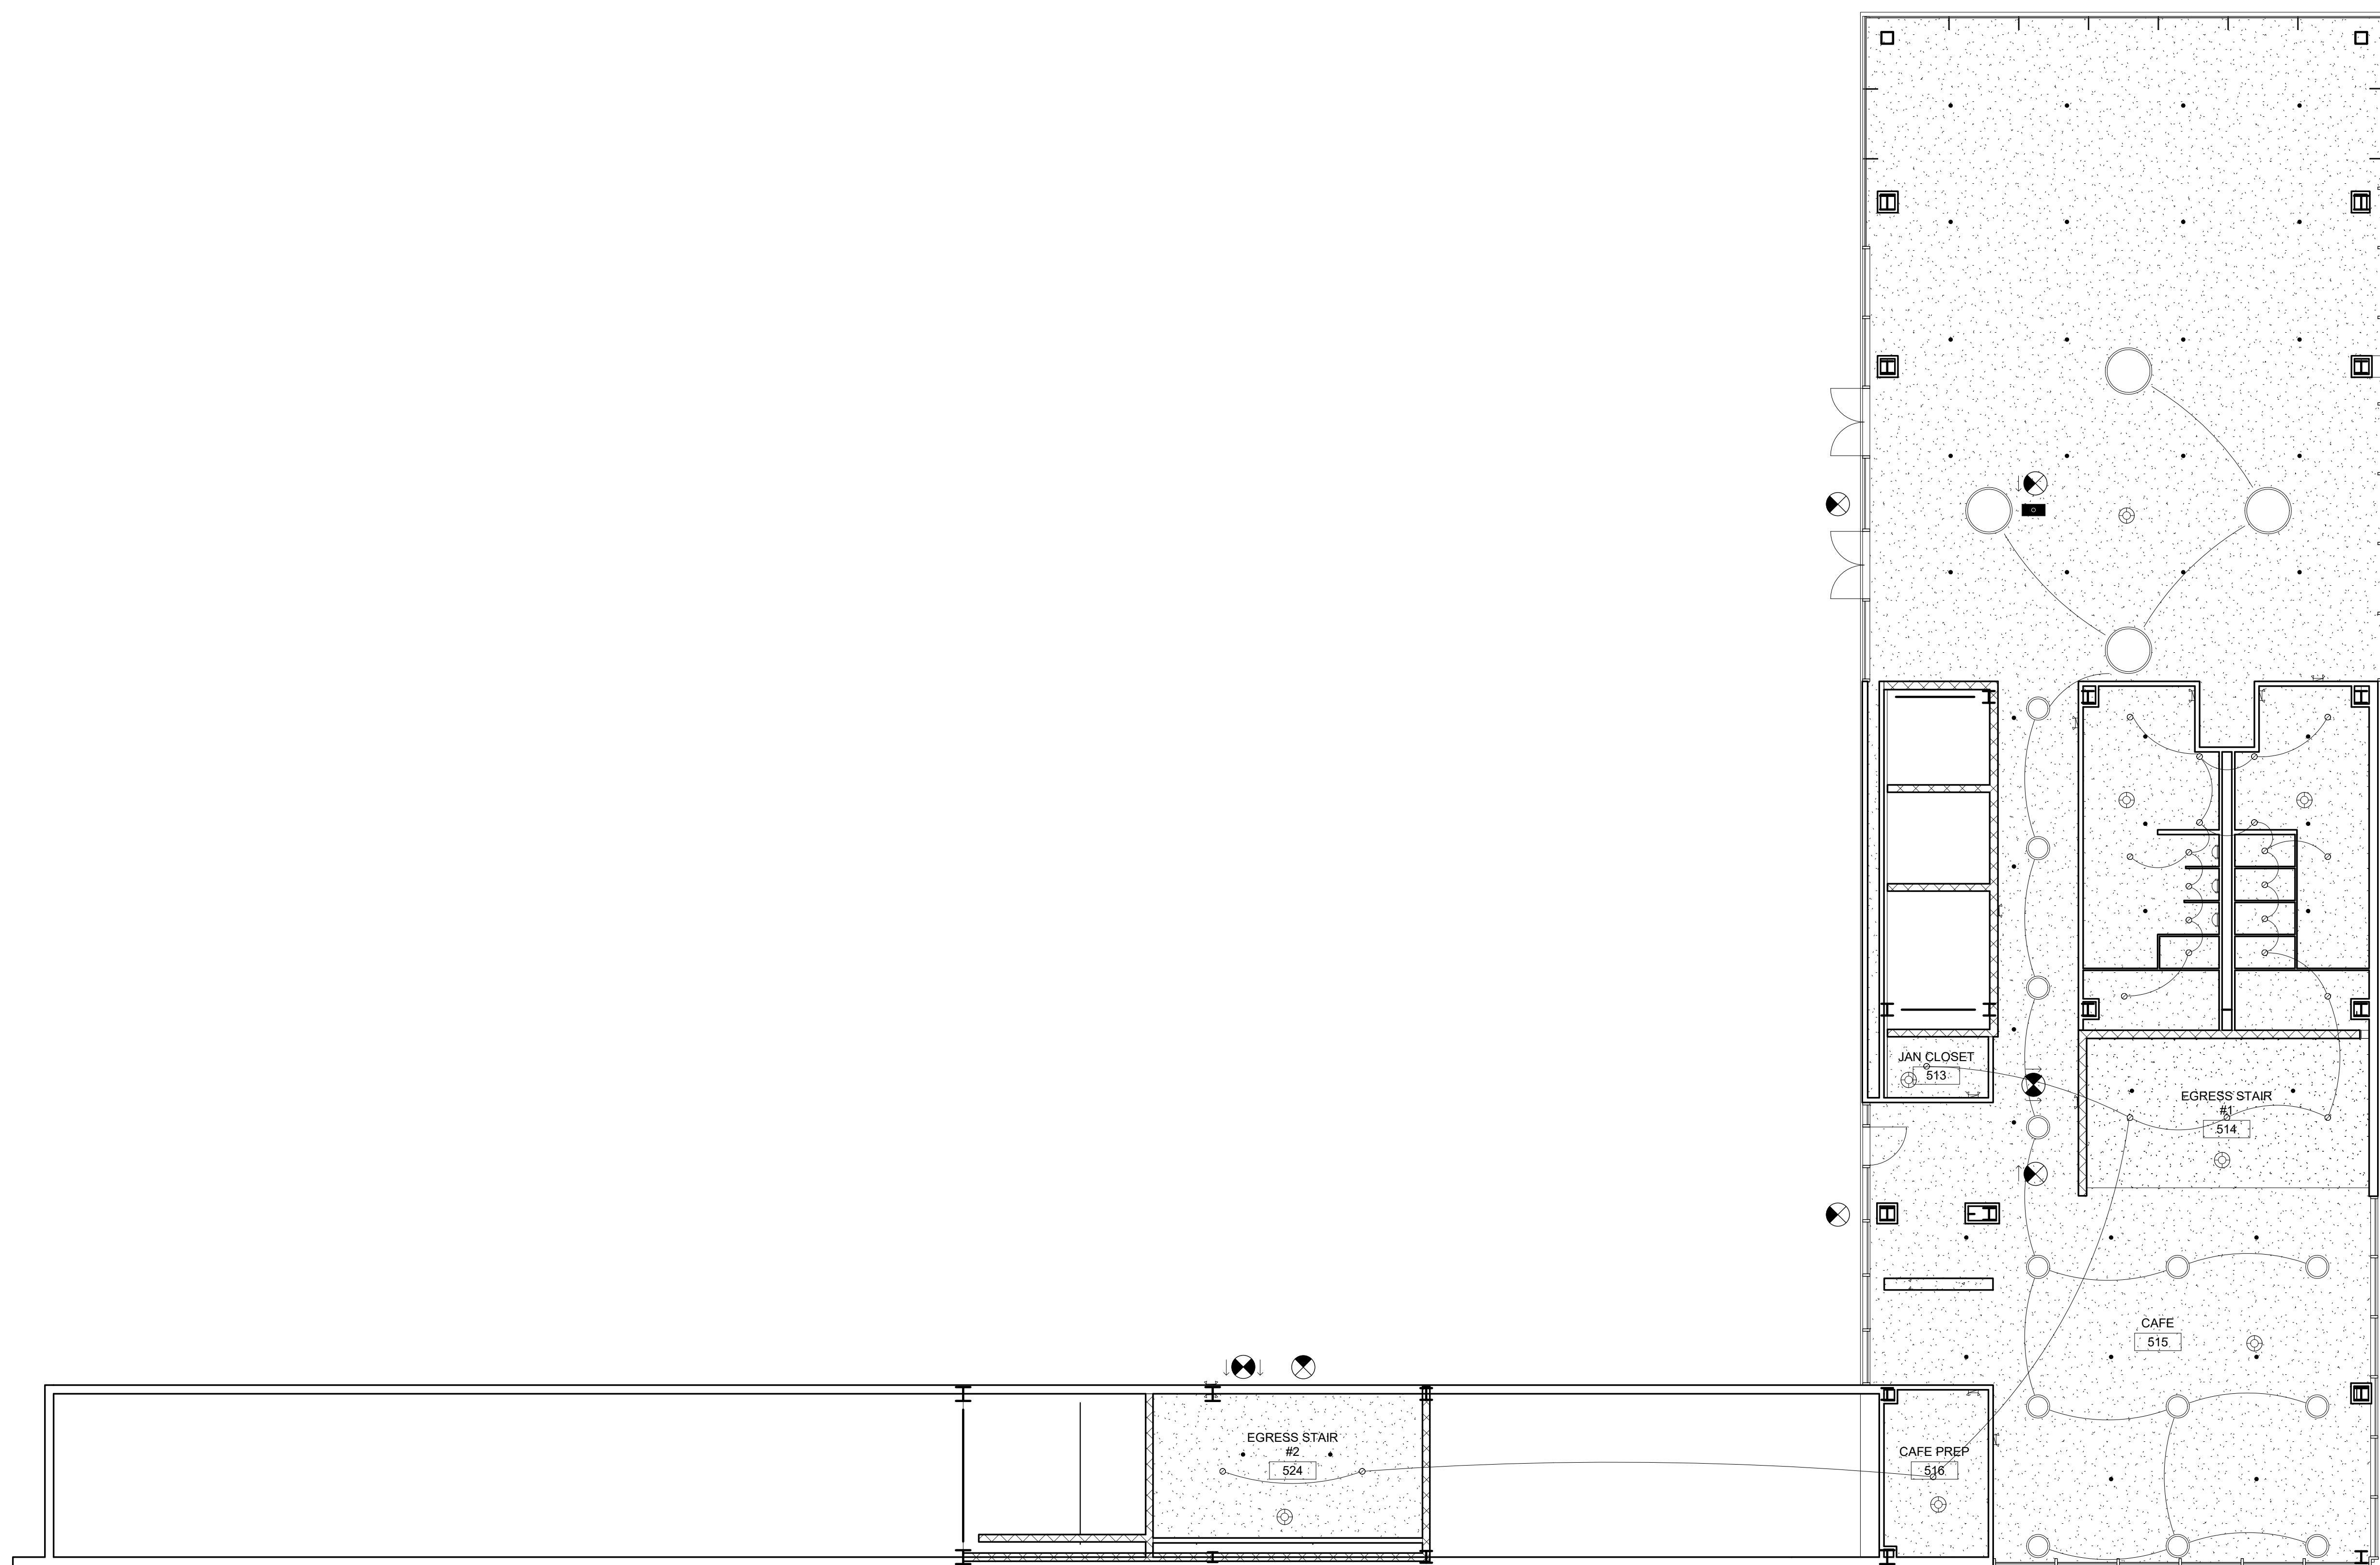 JAN CLOSET
513
EGRESS STAIR
#1
514
CAFE
515
EGRESS STAIR
#2
524
CAFE PREP
516